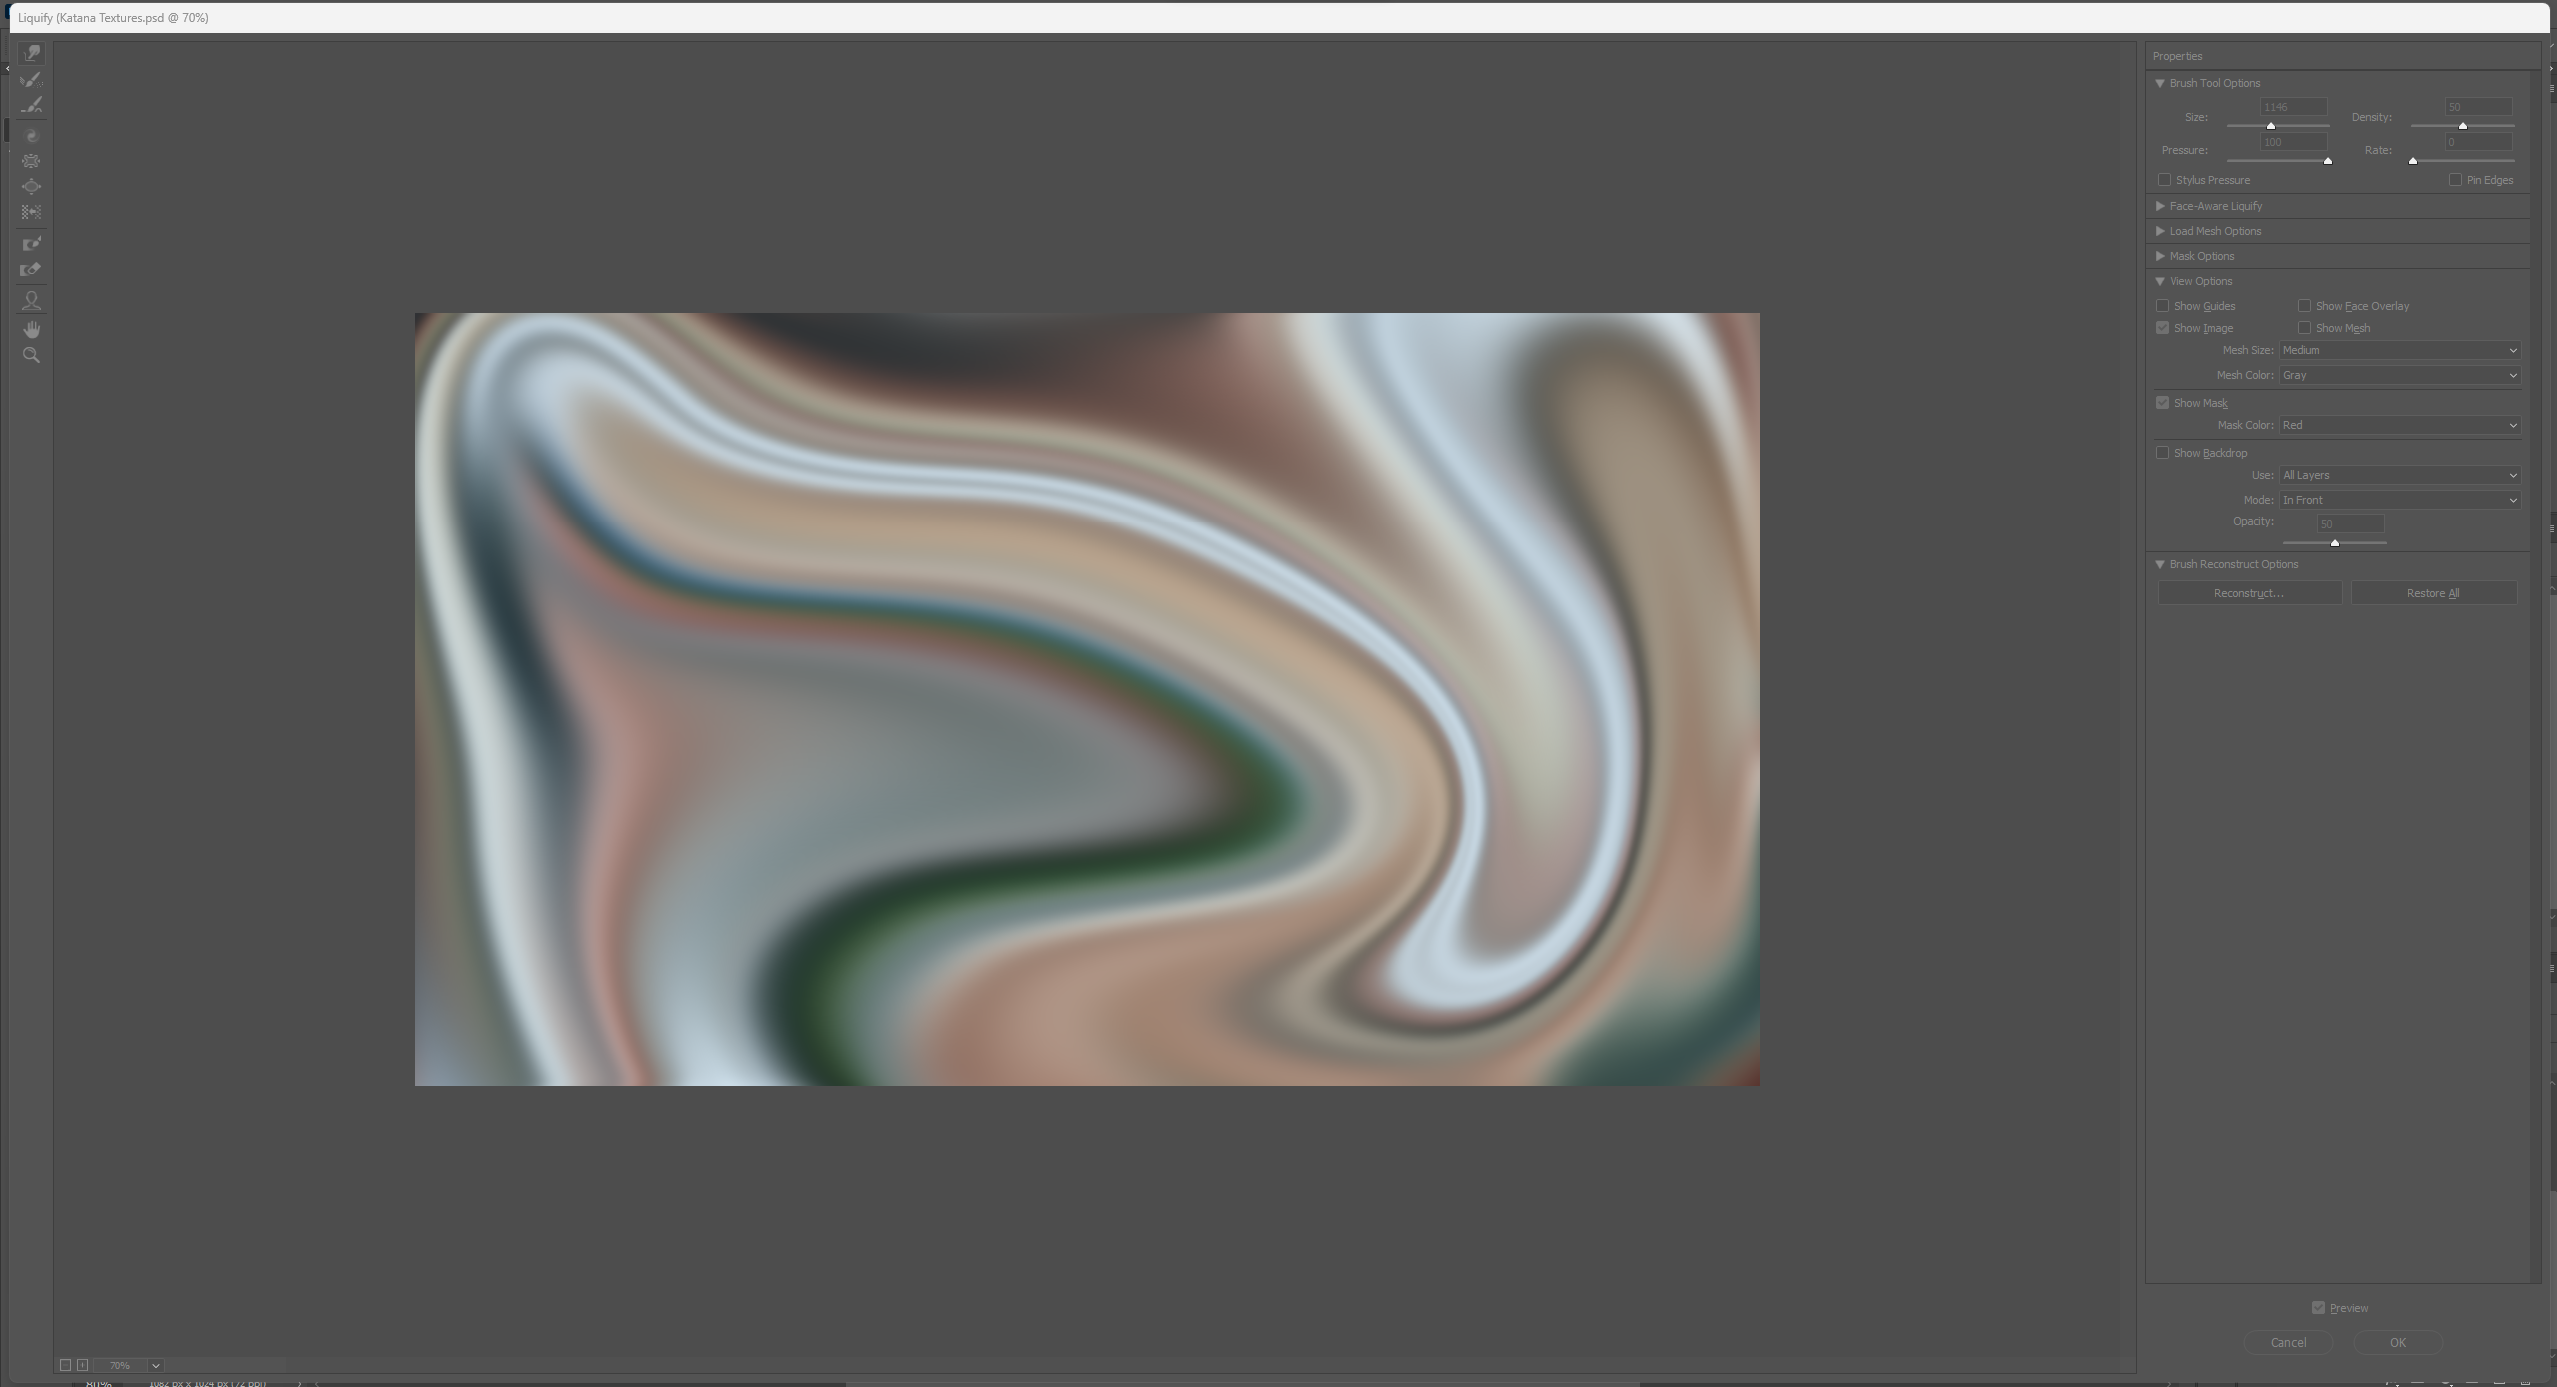 Liquify (Katana Textures.psd @ 70%)
Properties
Brush Tool Options
Size: 1146 Density: 50
Pressure: 100 Rate: 0
Stylus Pressure Pin Edges
Face-Aware Liquify
Load Mesh Options
Mask Options
View Options
Show Guides Show Face Overlay
Show Image Show Mesh
Mesh Size: Medium
Mesh Color: Gray
Show Mask
Mask Color: Red
Show Backdrop
Use: All Layers
Mode: In Front
Opacity: 50
Brush Reconstruct Options
Reconstruct... Restore All
Preview
Cancel OK
70%